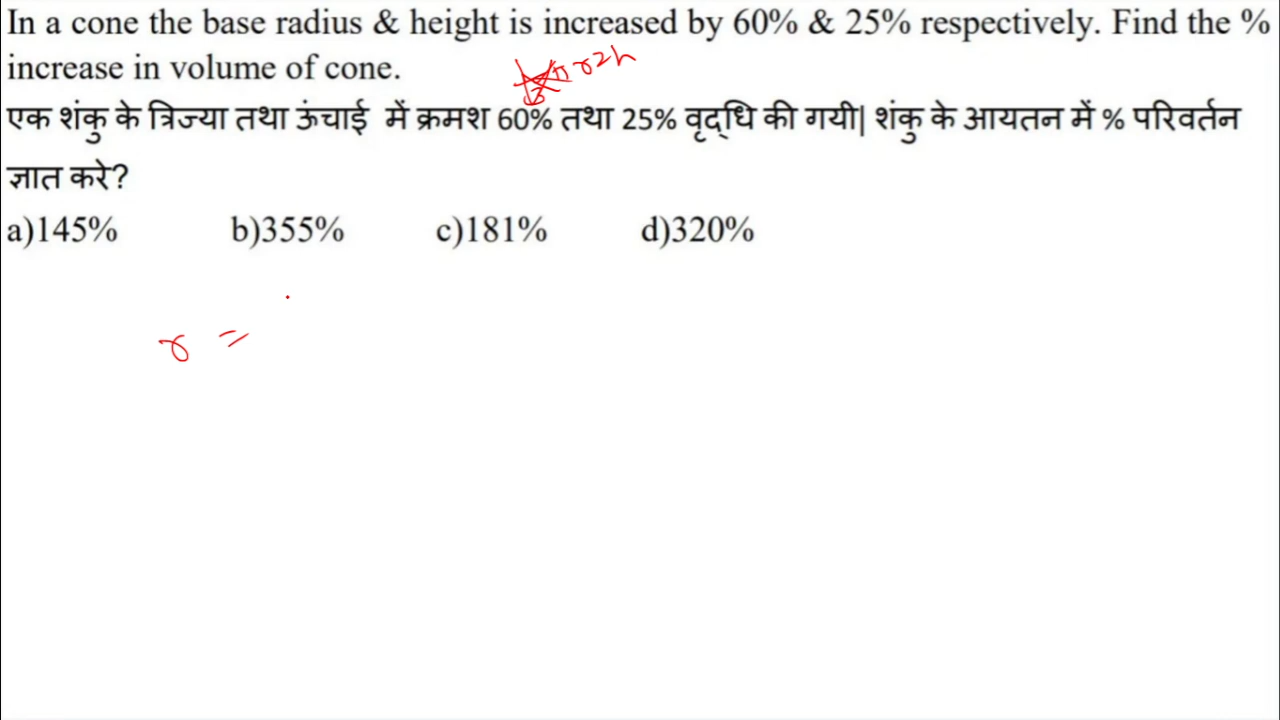 In a cone the base radius & height is increased by 60% & 25% respectively. Find the %
increase in volume of cone.
πr2h
एक शंकु के त्रिज्या तथा ऊंचाई में क्रमश 60% तथा 25% वृद्धि की गयी| शंकु के आयतन में % परिवर्तन
ज्ञात करे?
a)145% b)355% c)181% d)320%
r =